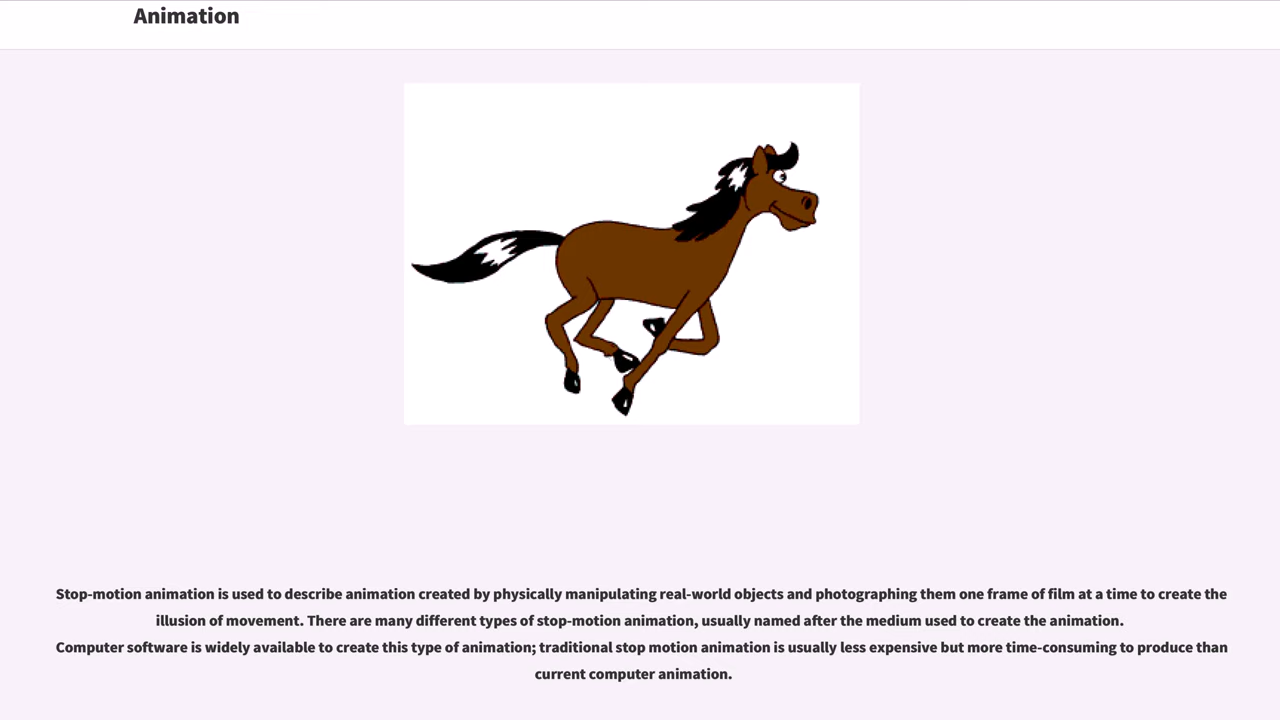 Animation
Stop-motion animation is used to describe animation created by physically manipulating real-world objects and photographing them one frame of film at a time to create the
illusion of movement. There are many different types of stop-motion animation, usually named after the medium used to create the animation.
Computer software is widely available to create this type of animation; traditional stop motion animation is usually less expensive but more time-consuming to produce than
current computer animation.